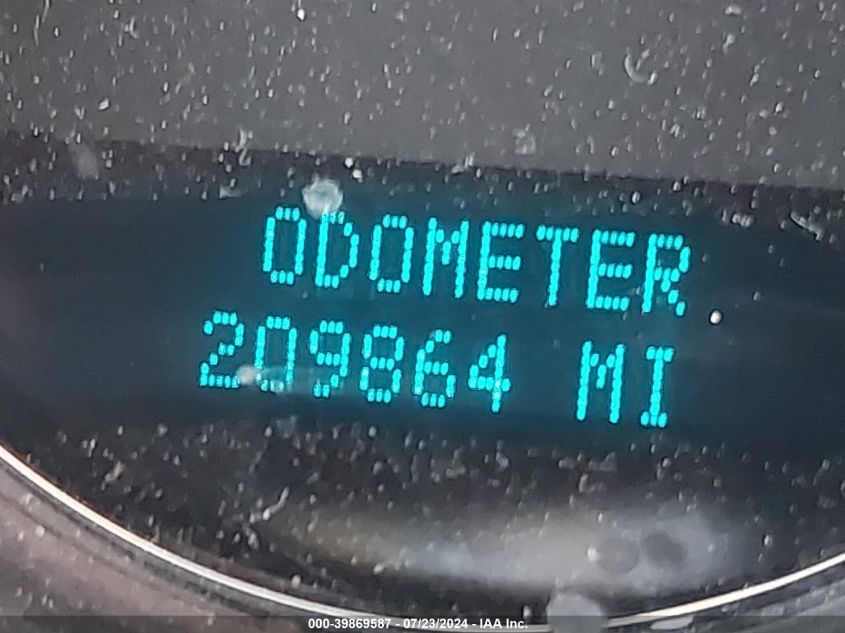 ODOMETER
209864 MI
000-39869587 - 07/23/2024 - IAA Inc.